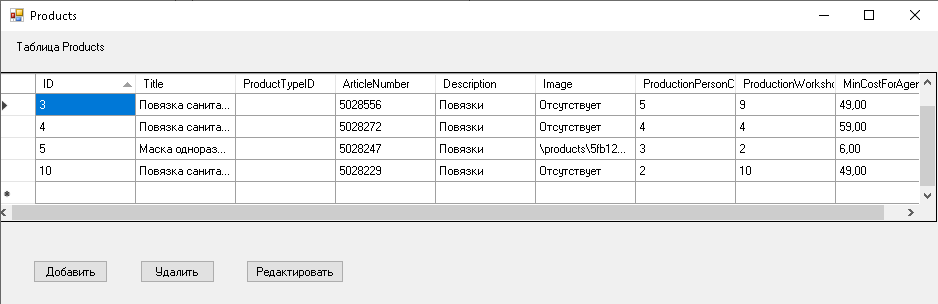 Products
Таблица Products
ID Title ProductTypeID ArticleNumber Description Image ProductionPersonC ProductionWorksho MinCostForAgen
3 Повязка санита... 5028556 Повязки Отсутствует 5 9 49,00
4 Повязка санита... 5028272 Повязки Отсутствует 4 4 59,00
5 Маска однораз... 5028247 Повязки \products\5fb12... 3 2 6,00
10 Повязка санита... 5028229 Повязки Отсутствует 2 10 49,00
Добавить Удалить Редактировать